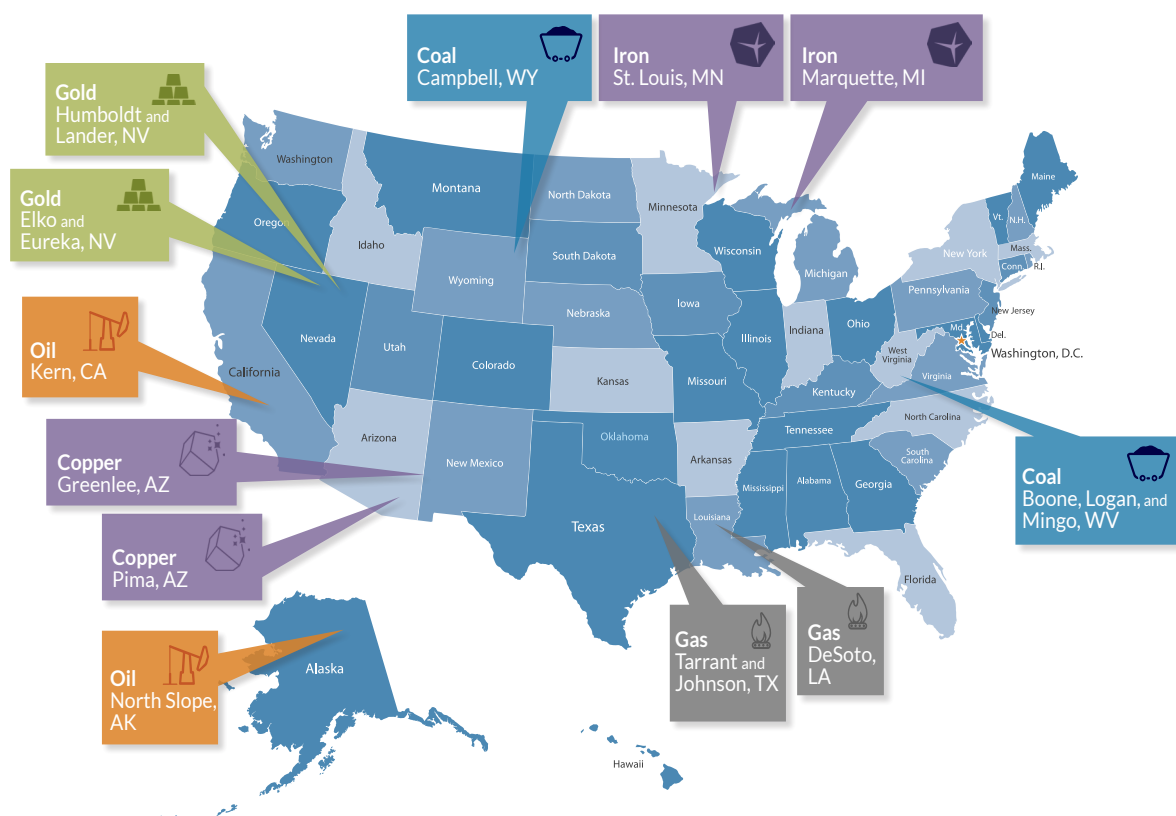 Coal
Campbell, WY
Iron
St. Louis, MN
Iron
Marquette, MI
Gold
Humboldt and
Lander, NV
Gold
Elko and
Eureka, NV
Oil
Kern, CA
Copper
Greenlee, AZ
Copper
Pima, AZ
Oil
North Slope,
AK
Gas
Tarrant and
Johnson, TX
Gas
DeSoto,
LA
Coal
Boone, Logan, and
Mingo, WV
Washington
Oregon
California
Idaho
Nevada
Montana
Wyoming
Utah
Arizona
Colorado
New Mexico
North Dakota
South Dakota
Nebraska
Kansas
Oklahoma
Texas
Minnesota
Iowa
Missouri
Arkansas
Louisiana
Wisconsin
Illinois
Michigan
Indiana
Ohio
Kentucky
Tennessee
Mississippi
Alabama
Georgia
Florida
South
Carolina
North Carolina
Virginia
West
Virginia
Pennsylvania
New York
Maine
Vt.
N.H.
Mass.
Conn.
R.I.
New Jersey
Md.
Del.
Washington, D.C.
Alaska
Hawaii